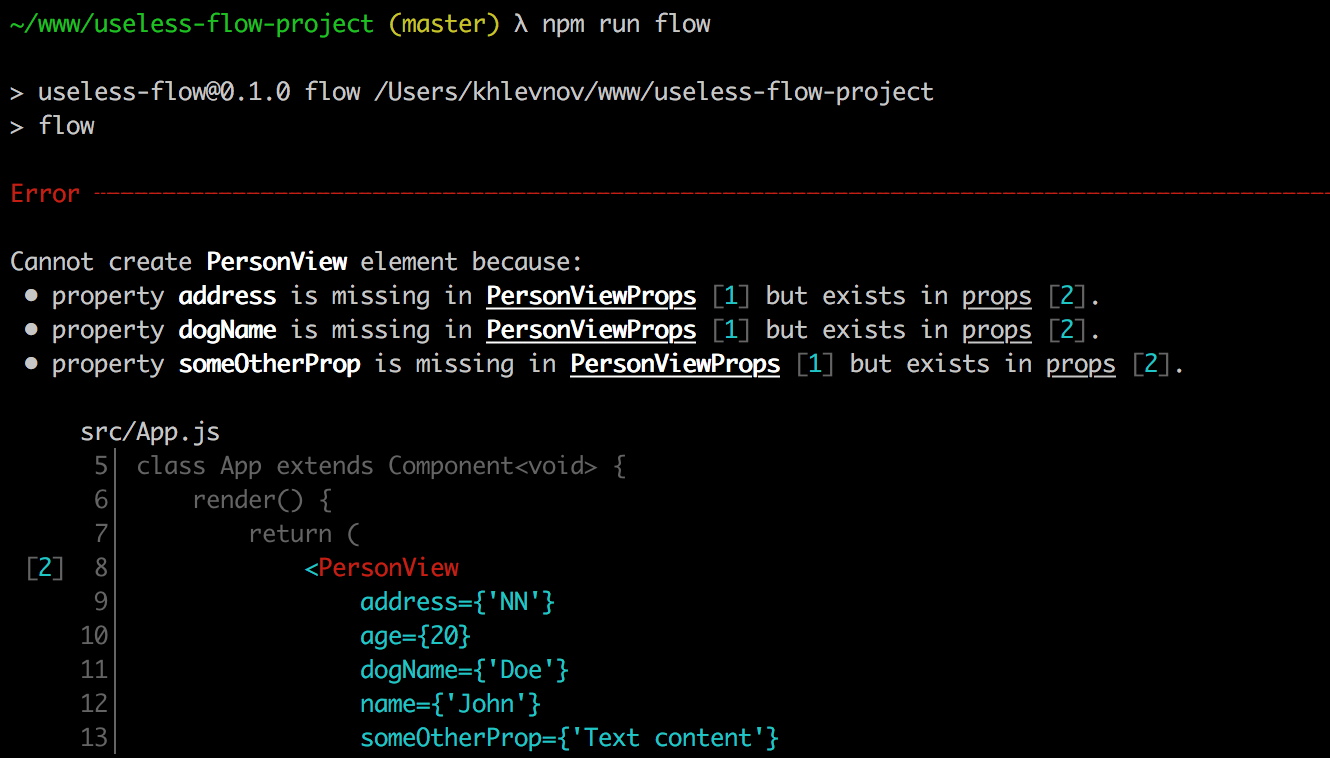 ~/www/useless-flow-project (master) λ npm run flow
> useless-flow@0.1.0 flow /Users/khlevnov/www/useless-flow-project
> flow
Error
Cannot create PersonView element because:
● property address is missing in PersonViewProps [1] but exists in props [2].
● property dogName is missing in PersonViewProps [1] but exists in props [2].
● property someOtherProp is missing in PersonViewProps [1] but exists in props [2].
src/App.js
5│ class App extends Component<void> {
6│     render() {
7│         return (
[2] 8│             <PersonView
9│                 address={'NN'}
10│                 age={20}
11│                 dogName={'Doe'}
12│                 name={'John'}
13│                 someOtherProp={'Text content'}